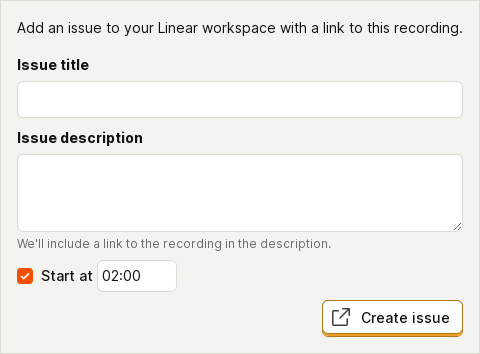 Add an issue to your Linear workspace with a link to this recording.
Issue title
Issue description
We'll include a link to the recording in the description.
Start at 02:00
Create issue